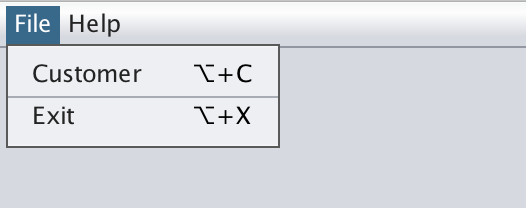 File Help
Customer ⌥+C
Exit ⌥+X